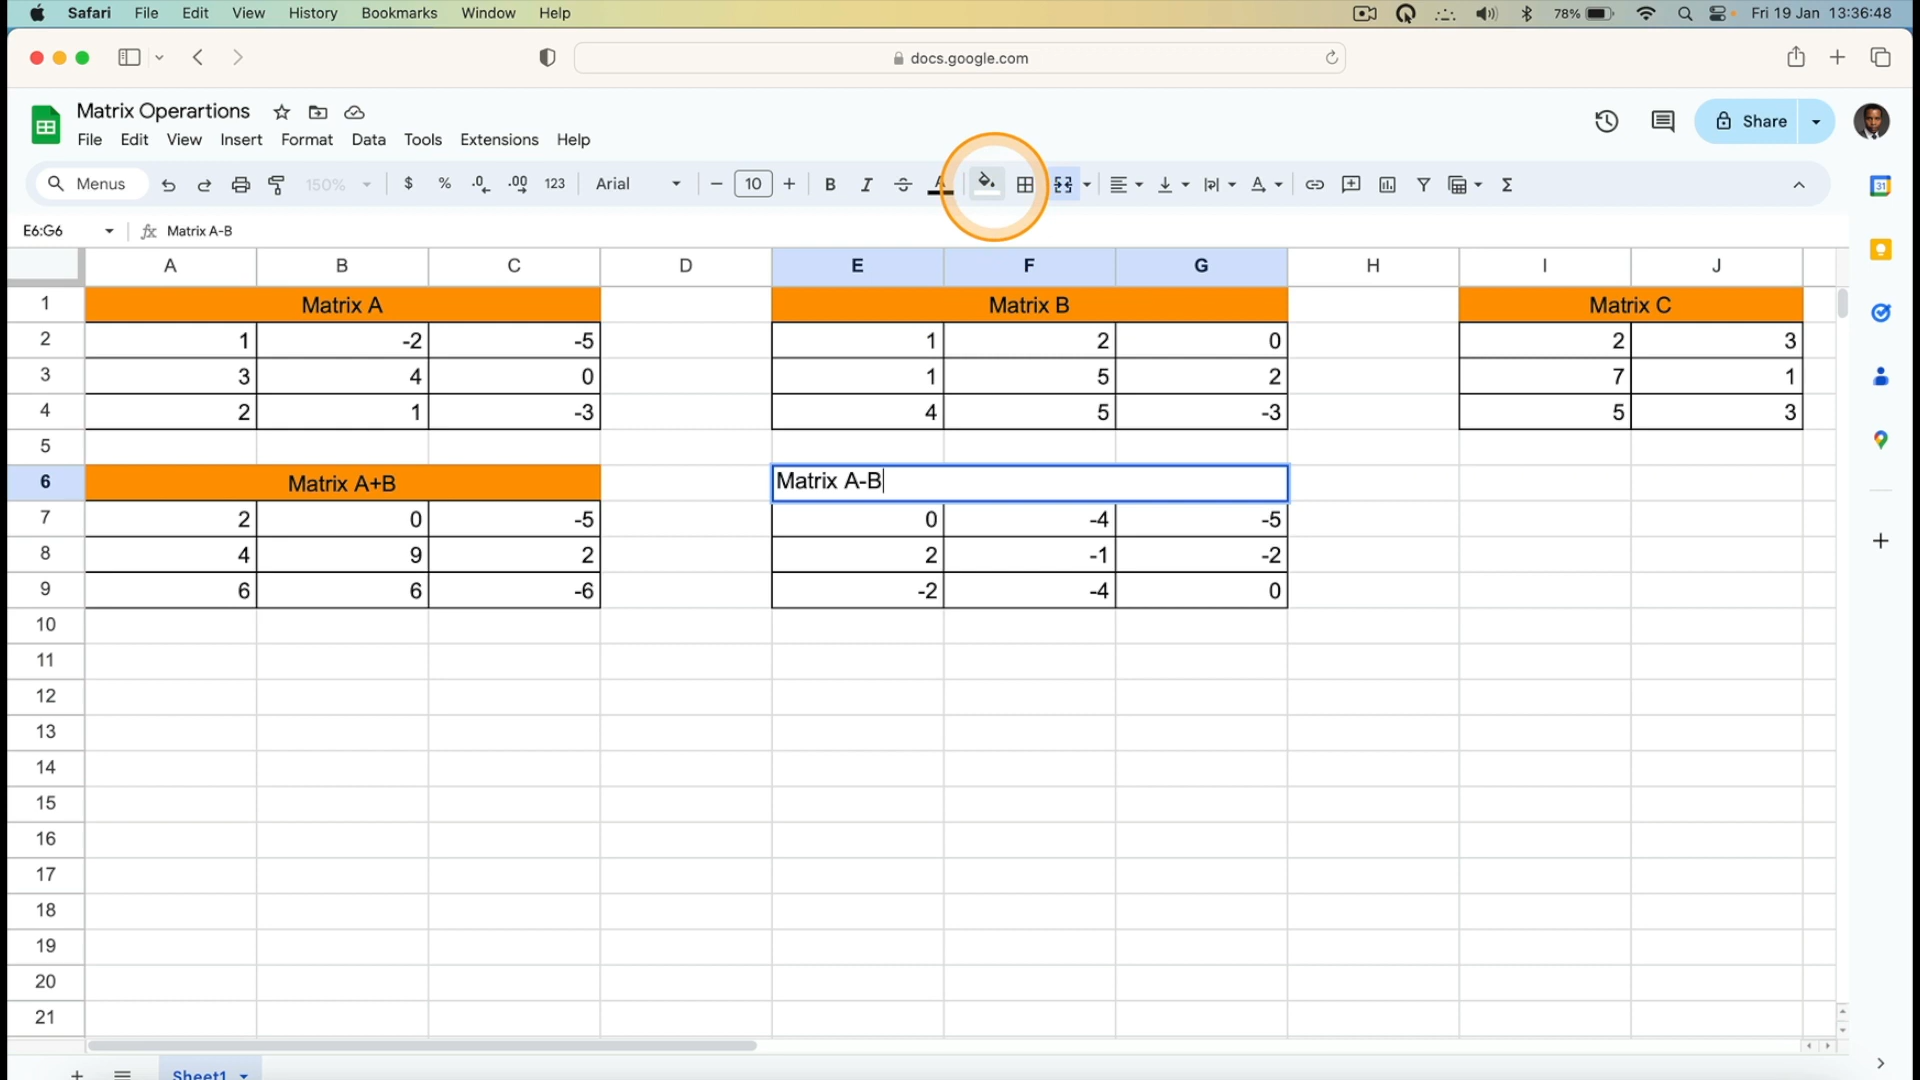 Safari File Edit View History Bookmarks Window Help 78% Fri 19 Jan 13:36:48
docs.google.com
Matrix Operartions
File Edit View Insert Format Data Tools Extensions Help
Share
Menus 150% $ % .0 .00 123 Arial 10 B I S A
E6:G6 fx Matrix A-B
A B C D E F G H I J
1 Matrix A Matrix B Matrix C
2 1 -2 -5 1 2 0 2 3
3 3 4 0 1 5 2 7 1
4 2 1 -3 4 5 -3 5 3
5
6 Matrix A+B Matrix A-B
7 2 0 -5 0 -4 -5
8 4 9 2 2 -1 -2
9 6 6 -6 -2 -4 0
10
11
12
13
14
15
16
17
18
19
20
21
Sheet1